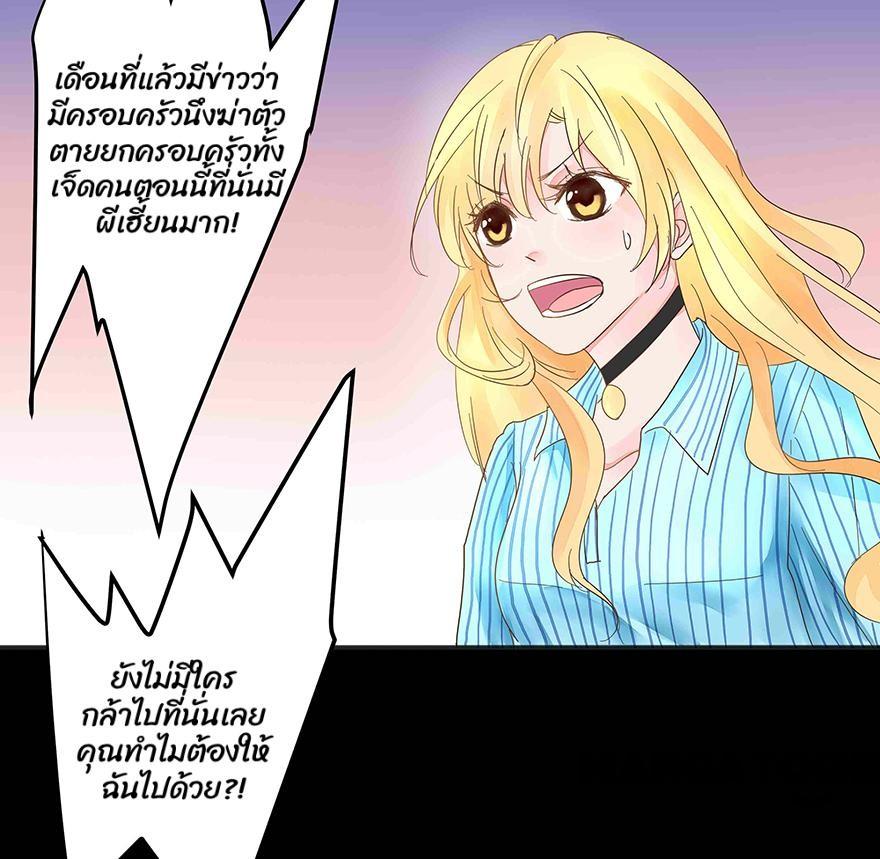 เดือนที่แล้วมีข่าวว่า
มีครอบครัวนึงฆ่าตัว
ตายยกครอบครัวทั้ง
เจ็ดคนตอนนี้ที่นั่นมี
ผีเฮี้ยนมาก!
ยังไม่มีใคร
กล้าไปที่นั่นเลย
คุณทำไมต้องให้
ฉันไปด้วย?!